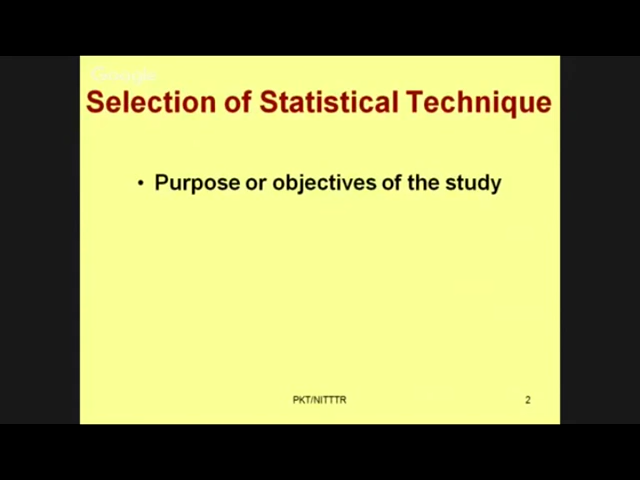 Selection of Statistical Technique
• Purpose or objectives of the study
PKT/NITTTR
2